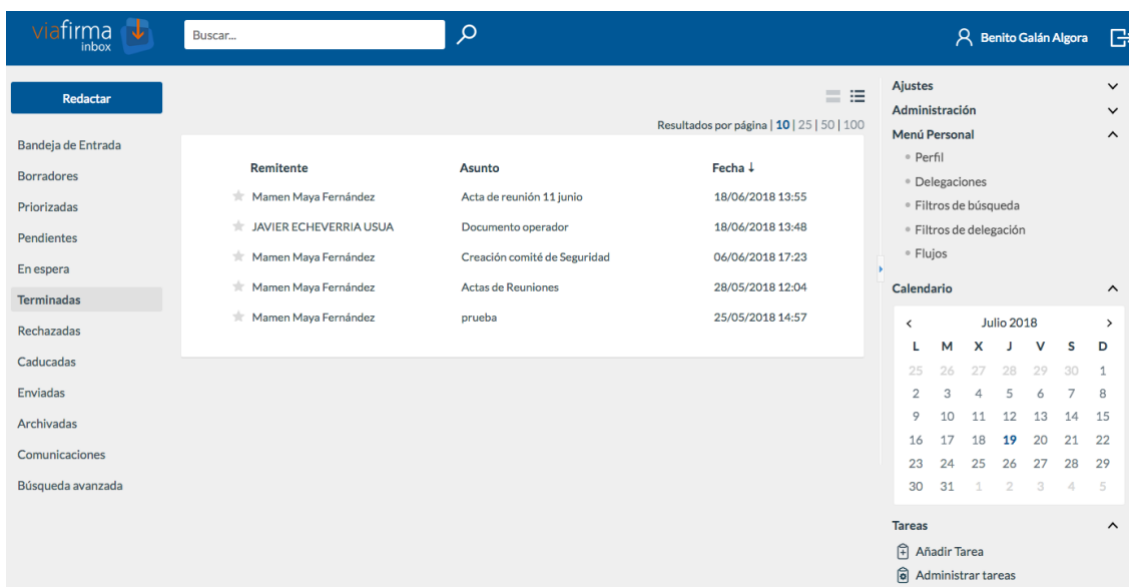 viafirma
inbox
Buscar...
Benito Galán Algora
Redactar
Bandeja de Entrada
Borradores
Priorizadas
Pendientes
En espera
Terminadas
Rechazadas
Caducadas
Enviadas
Archivadas
Comunicaciones
Búsqueda avanzada
Resultados por página | 10 | 25 | 50 | 100
Remitente Asunto Fecha ↓
Mamen Maya Fernández Acta de reunión 11 junio 18/06/2018 13:55
JAVIER ECHEVERRIA USUA Documento operador 18/06/2018 13:48
Mamen Maya Fernández Creación comité de Seguridad 06/06/2018 17:23
Mamen Maya Fernández Actas de Reuniones 28/05/2018 12:04
Mamen Maya Fernández prueba 25/05/2018 14:57
Ajustes
Administración
Menú Personal
Perfil
Delegaciones
Filtros de búsqueda
Filtros de delegación
Flujos
Calendario
Julio 2018
L M X J V S D
25 26 27 28 29 30 1
2 3 4 5 6 7 8
9 10 11 12 13 14 15
16 17 18 19 20 21 22
23 24 25 26 27 28 29
30 31 1 2 3 4 5
Tareas
Añadir Tarea
Administrar tareas